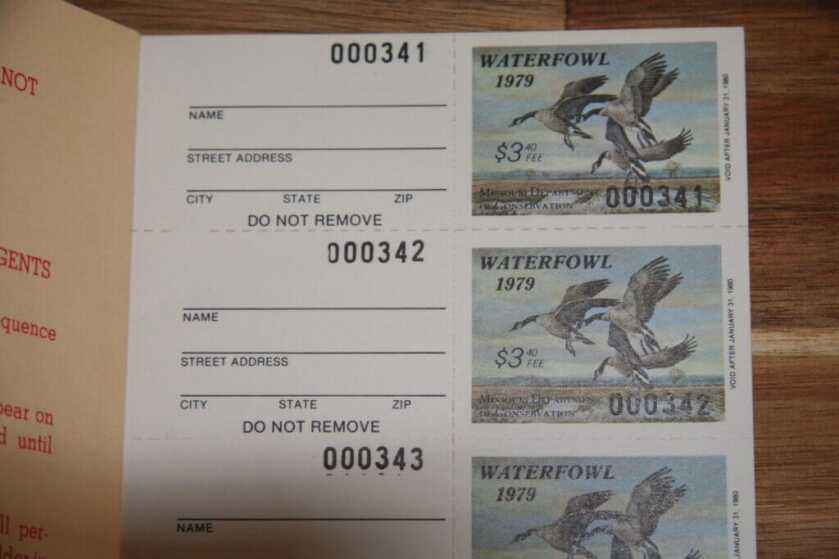 NOT
GENTS
quence
pear on
d until
ll per-
000341
NAME
STREET ADDRESS
CITY STATE ZIP
DO NOT REMOVE
WATERFOWL
1979
$3.40
FEE
MISSOURI DEPARTMENT
OF CONSERVATION
000341
VOID AFTER JANUARY 31, 1980
000342
NAME
STREET ADDRESS
CITY STATE ZIP
DO NOT REMOVE
WATERFOWL
1979
$3.40
FEE
MISSOURI DEPARTMENT
OF CONSERVATION
000342
VOID AFTER JANUARY 31, 1980
000343
NAME
WATERFOWL
1979
ARY 31, 1980